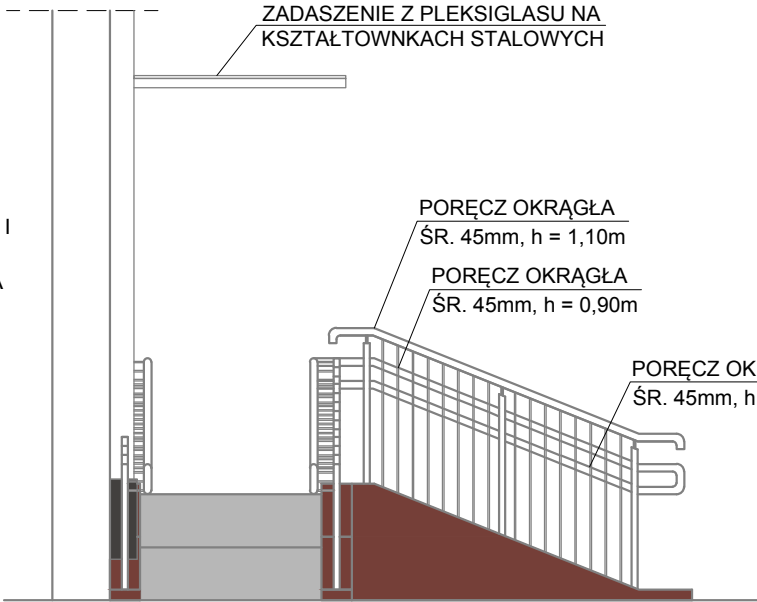 ZADASZENIE Z PLEKSIGLASU NA
KSZTAŁTOWNKACH STALOWYCH
I
PORĘCZ OKRĄGŁA
ŚR. 45mm, h = 1,10m
PORĘCZ OKRĄGŁA
ŚR. 45mm, h = 0,90m
PORĘCZ OK
ŚR. 45mm, h